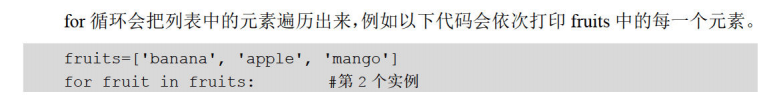 for 循环会把列表中的元素遍历出来,例如以下代码会依次打印 fruits 中的每一个元素。
fruits=['banana', 'apple', 'mango']
for fruit in fruits:        #第 2 个实例